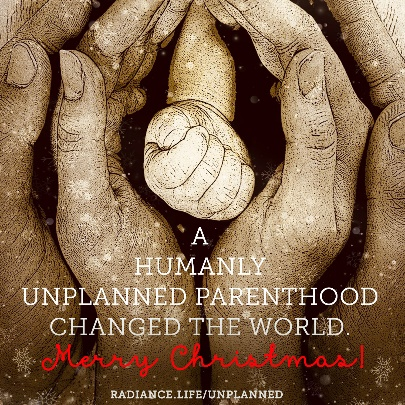 A
HUMANLY
UNPLANNED PARENTHOOD
CHANGED THE WORLD.
Merry Christmas!
RADIANCE.LIFE/UNPLANNED